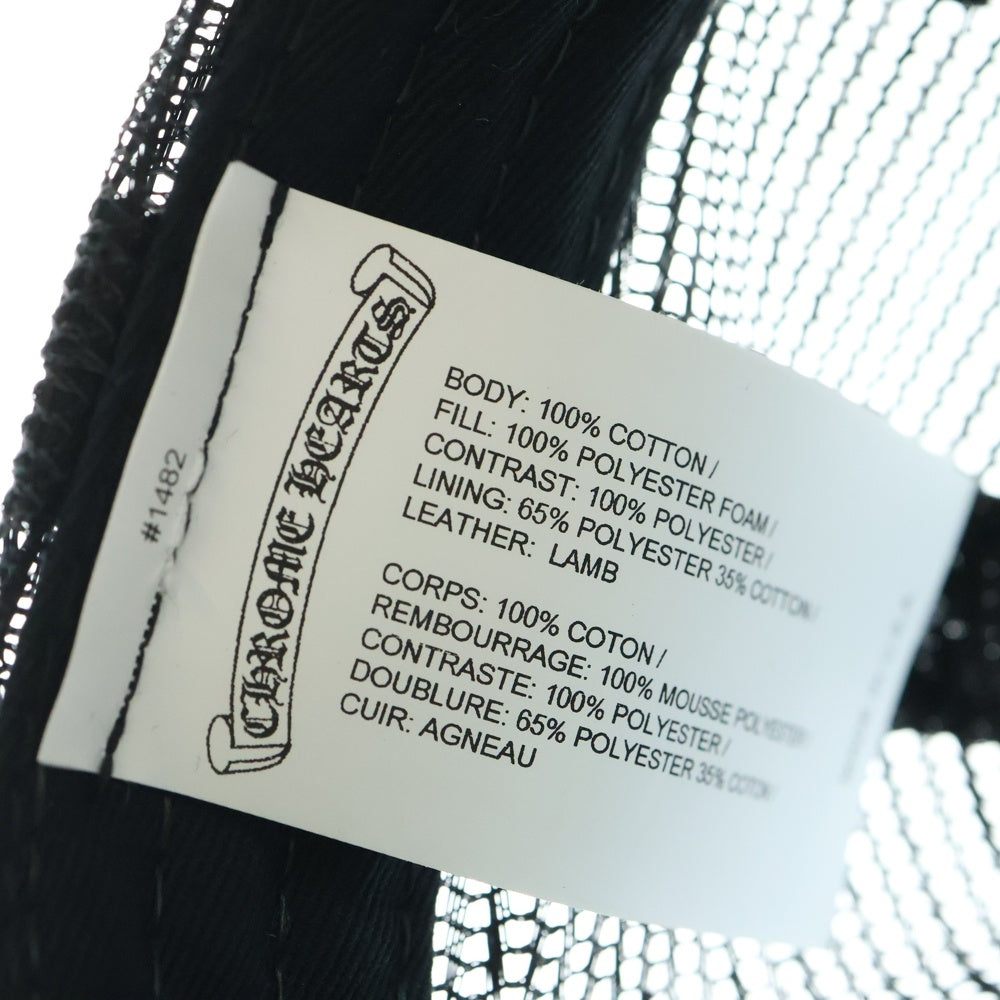 #1482
CHROME HEARTS
BODY: 100% COTTON /
FILL: 100% POLYESTER FOAM /
CONTRAST: 100% POLYESTER /
LINING: 65% POLYESTER 35% COTTON /
LEATHER: LAMB
CORPS: 100% COTON /
REMBOURRAGE: 100% MOUSSE POLYESTER /
CONTRASTE: 100% POLYESTER /
DOUBLURE: 65% POLYESTER 35% COTON /
CUIR: AGNEAU